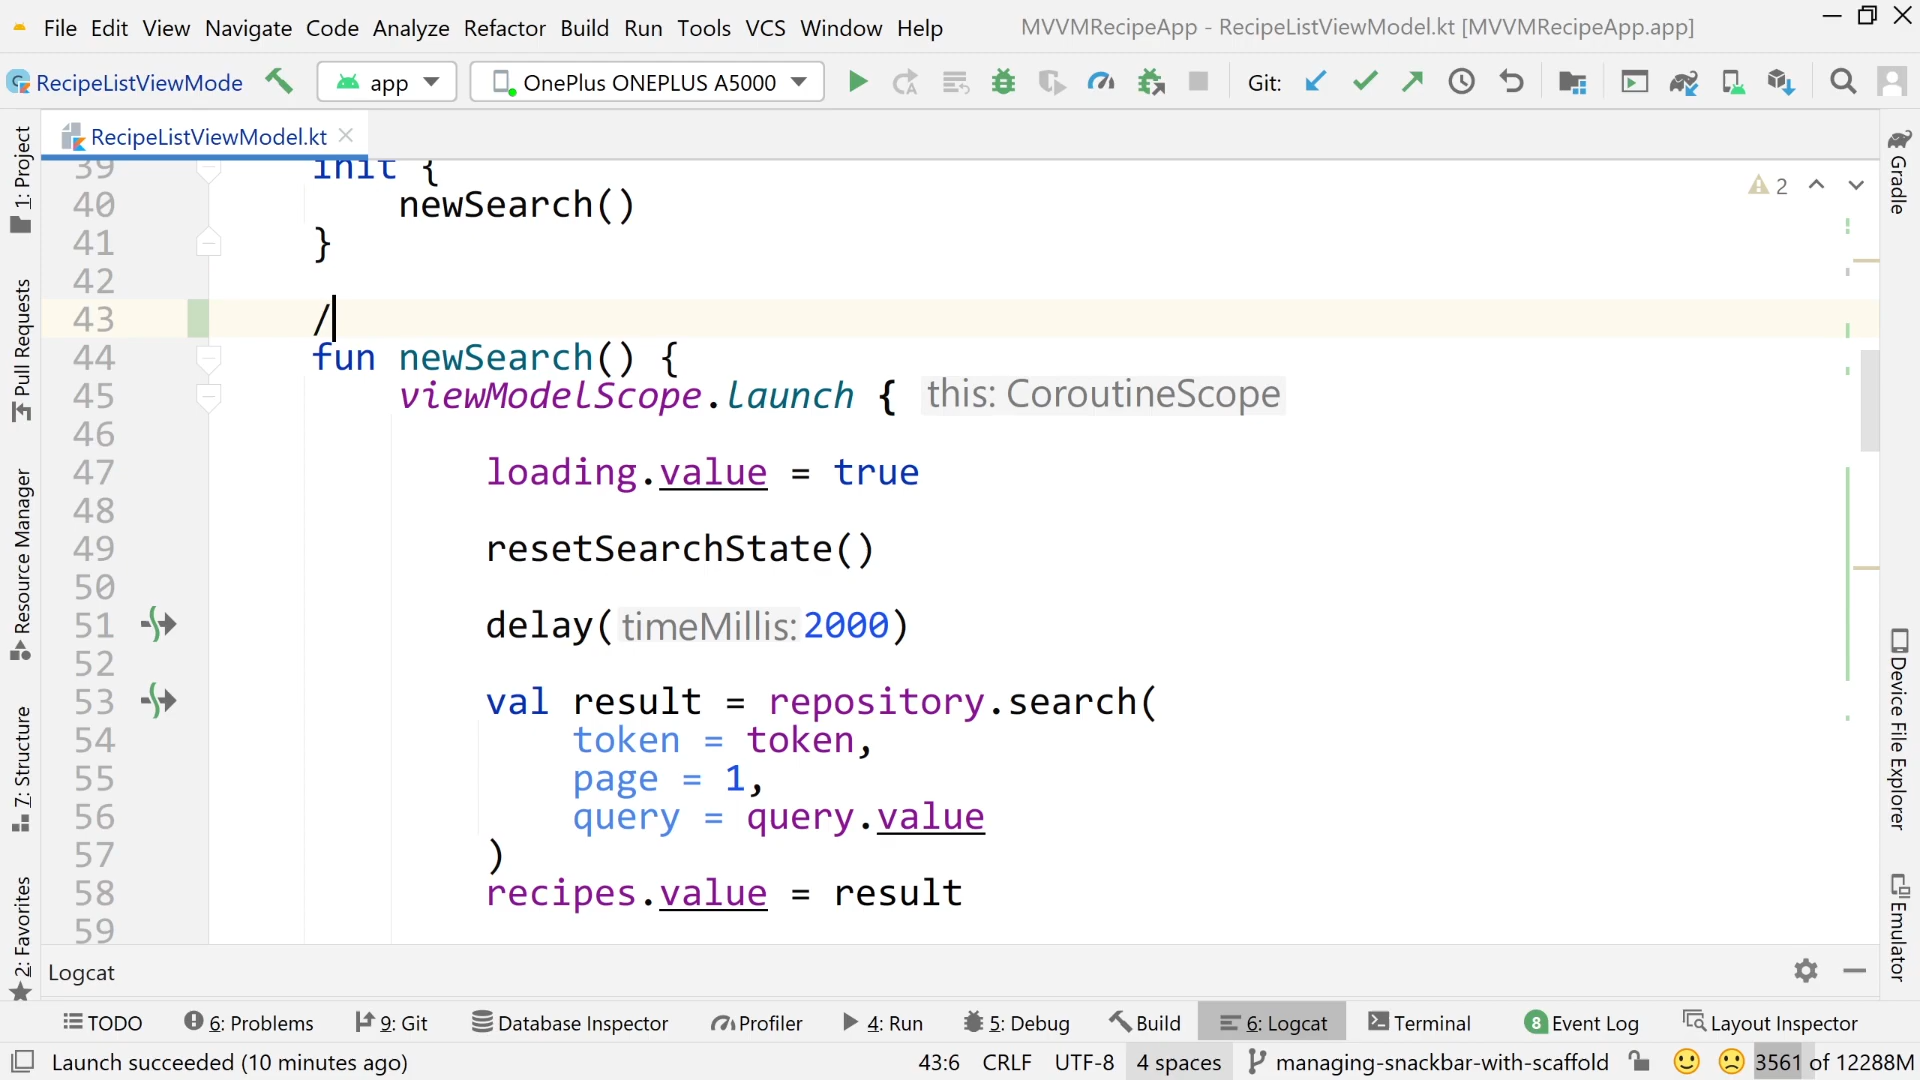 File Edit View Navigate Code Analyze Refactor Build Run Tools VCS Window Help MVVMRecipeApp - RecipeListViewModel.kt [MVVMRecipeApp.app]
RecipeListViewMode app OnePlus ONEPLUS A5000 Git:
RecipeListViewModel.kt
39 init {
40 newSearch()
41 }
42
43 /
44 fun newSearch() {
45 viewModelScope.launch { this: CoroutineScope
46
47 loading.value = true
48
49 resetSearchState()
50
51 delay( timeMillis: 2000)
52
53 val result = repository.search(
54 token = token,
55 page = 1,
56 query = query.value
57 )
58 recipes.value = result
59
2
1: Project
Pull Requests
Resource Manager
7: Structure
2: Favorites
Gradle
Device File Explorer
Emulator
Logcat
TODO 6: Problems 9: Git Database Inspector Profiler 4: Run 5: Debug Build 6: Logcat Terminal 8 Event Log Layout Inspector
Launch succeeded (10 minutes ago) 43:6 CRLF UTF-8 4 spaces managing-snackbar-with-scaffold 3561 of 12288M